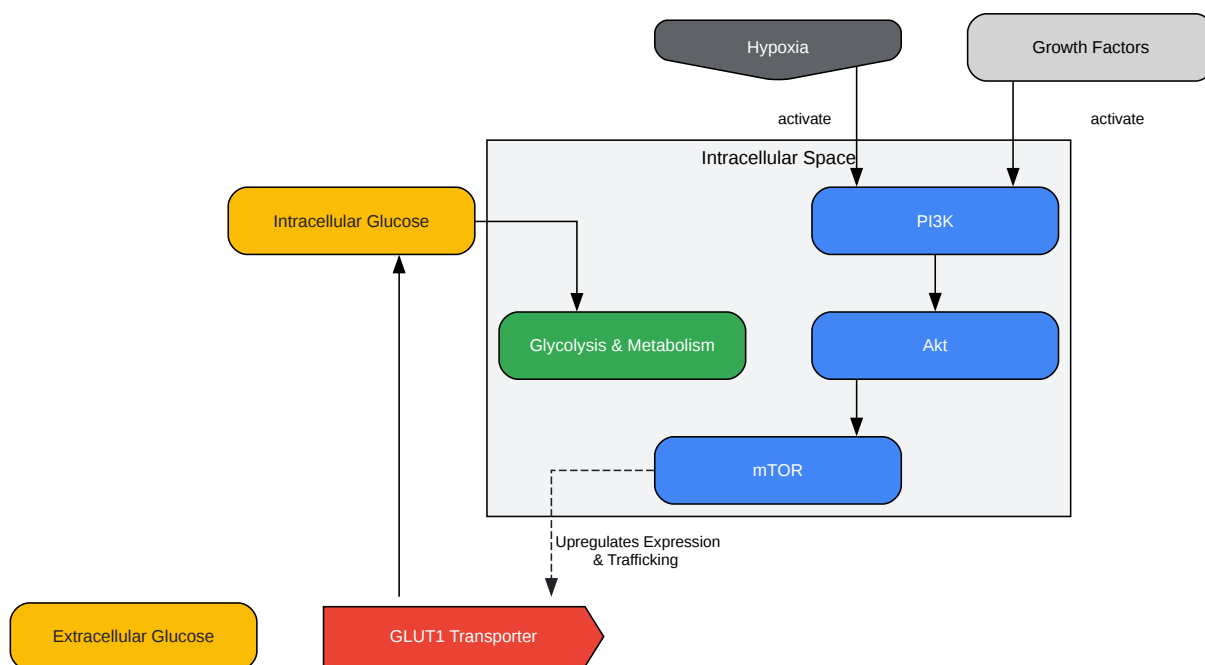 Hypoxia
Growth Factors
activate
activate
Intracellular Space
Intracellular Glucose
PI3K
Glycolysis & Metabolism
Akt
mTOR
Upregulates Expression
& Trafficking
Extracellular Glucose
GLUT1 Transporter